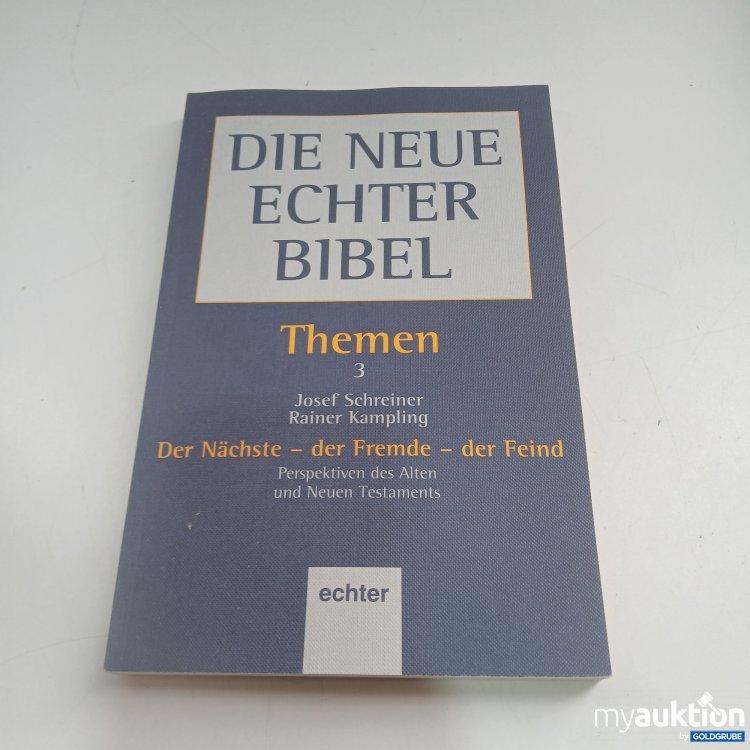 DIE NEUE
ECHTER
BIBEL
Themen
3
Josef Schreiner
Rainer Kampling
Der Nächste – der Fremde – der Feind
Perspektiven des Alten
und Neuen Testaments
echter
myauktion
by GOLDGRUBE